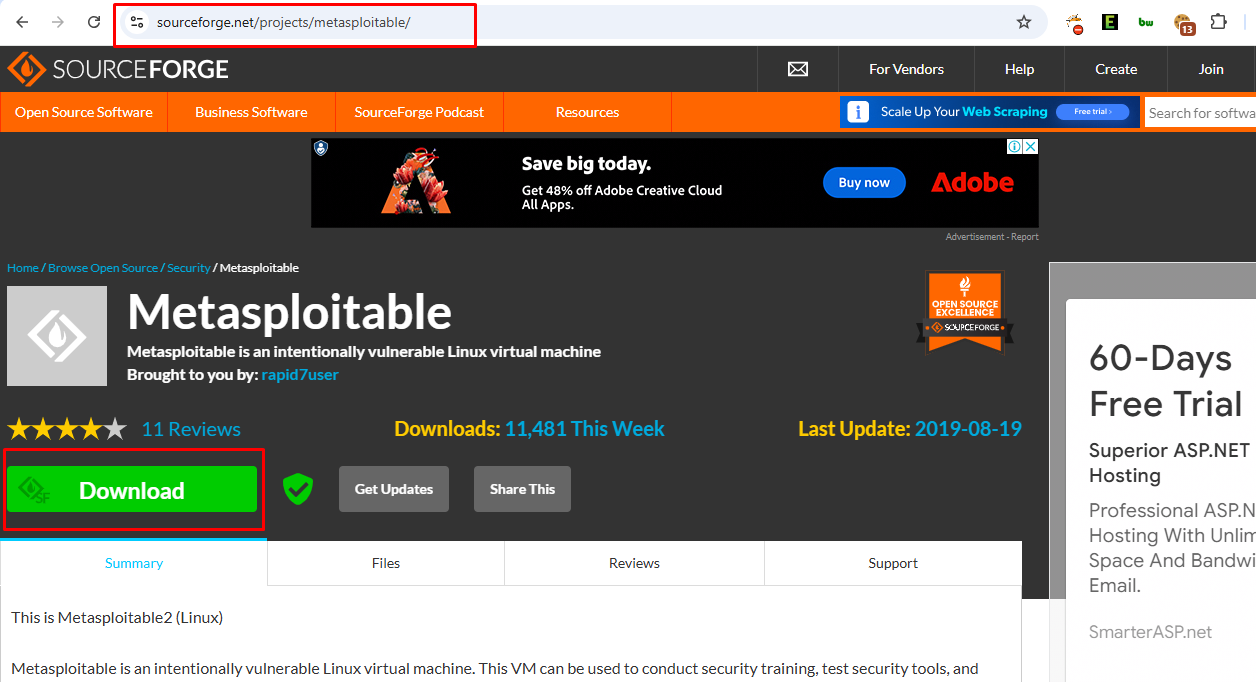 sourceforge.net/projects/metasploitable/
E
bw
13
SOURCEFORGE
For Vendors
Help
Create
Join
Open Source Software
Business Software
SourceForge Podcast
Resources
i
Scale Up Your Web Scraping
Free trial ›
Search for softwa
Save big today.
Get 48% off Adobe Creative Cloud
All Apps.
Buy now
Adobe
Advertisement - Report
Home / Browse Open Source / Security / Metasploitable
Metasploitable
Metasploitable is an intentionally vulnerable Linux virtual machine
Brought to you by: rapid7user
OPEN SOURCE
EXCELLENCE
SOURCEFORGE
11 Reviews
Downloads: 11,481 This Week
Last Update: 2019-08-19
SF
Download
Get Updates
Share This
Summary
Files
Reviews
Support
This is Metasploitable2 (Linux)
Metasploitable is an intentionally vulnerable Linux virtual machine. This VM can be used to conduct security training, test security tools, and
60-Days
Free Trial
Superior ASP.NET
Hosting
Professional ASP.N
Hosting With Unlim
Space And Bandwi
Email.
SmarterASP.net